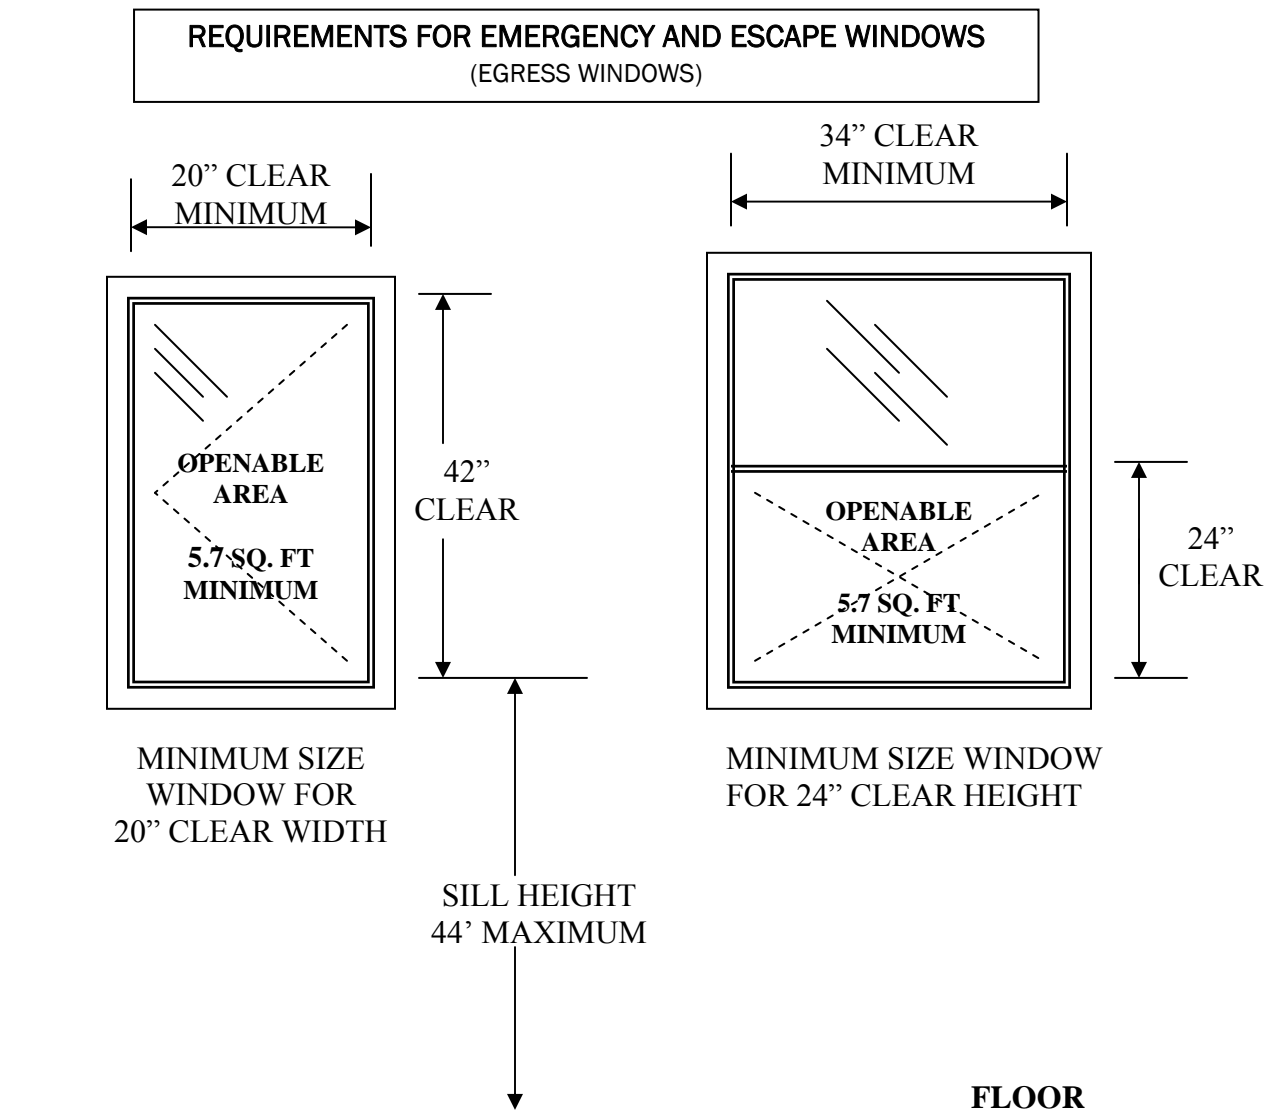 REQUIREMENTS FOR EMERGENCY AND ESCAPE WINDOWS
(EGRESS WINDOWS)
20” CLEAR
MINIMUM
34” CLEAR
MINIMUM
OPENABLE
AREA
5.7 SQ. FT
MINIMUM
42”
CLEAR
OPENABLE
AREA
5.7 SQ. FT
MINIMUM
24”
CLEAR
MINIMUM SIZE
WINDOW FOR
20” CLEAR WIDTH
MINIMUM SIZE WINDOW
FOR 24” CLEAR HEIGHT
SILL HEIGHT
44’ MAXIMUM
FLOOR